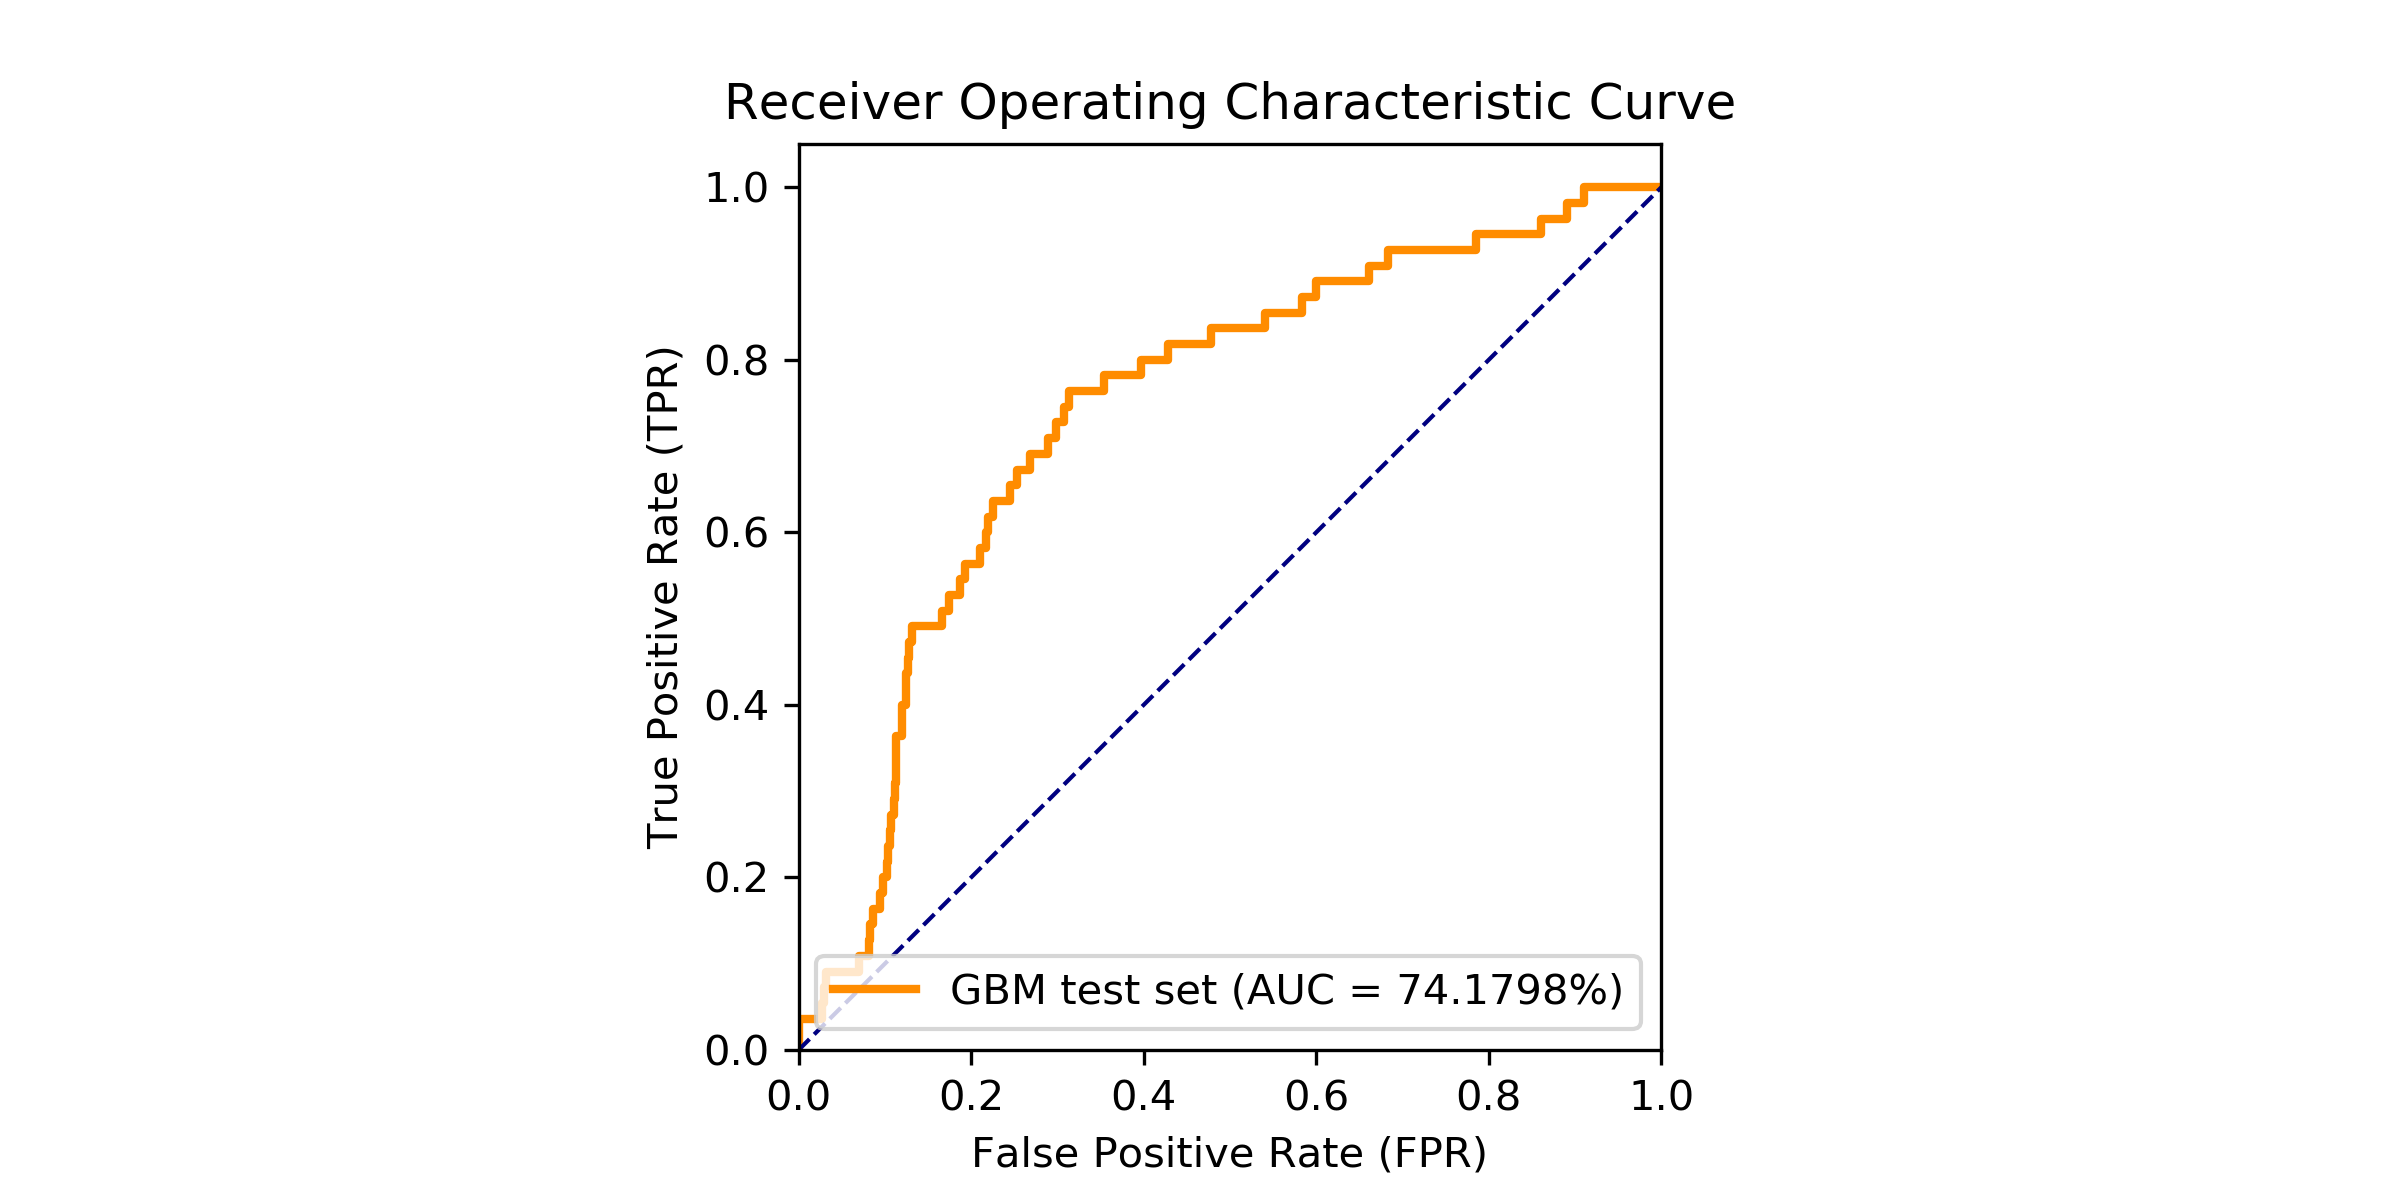 Receiver Operating Characteristic Curve
1.0
0.8
0.6
0.4
0.2
0.0
True Positive Rate (TPR)
GBM test set (AUC = 74.1798%)
0.0 0.2 0.4 0.6 0.8 1.0
False Positive Rate (FPR)